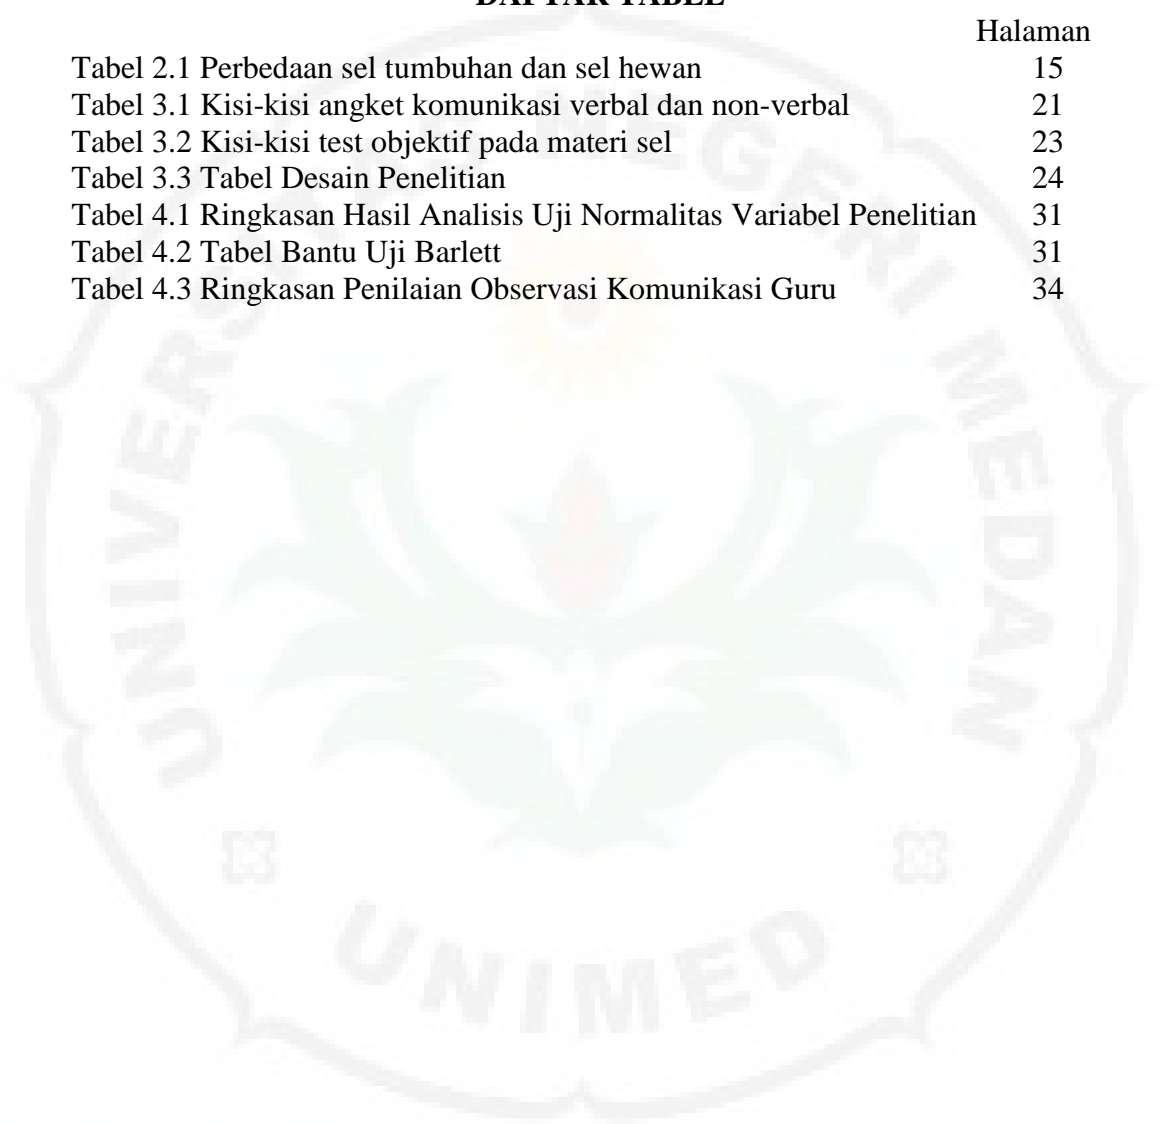 DAFTAR TABEL
Halaman
Tabel 2.1 Perbedaan sel tumbuhan dan sel hewan 15
Tabel 3.1 Kisi-kisi angket komunikasi verbal dan non-verbal 21
Tabel 3.2 Kisi-kisi test objektif pada materi sel 23
Tabel 3.3 Tabel Desain Penelitian 24
Tabel 4.1 Ringkasan Hasil Analisis Uji Normalitas Variabel Penelitian 31
Tabel 4.2 Tabel Bantu Uji Barlett 31
Tabel 4.3 Ringkasan Penilaian Observasi Komunikasi Guru 34
UNIVERSITAS NEGERI MEDAN
UNIMED